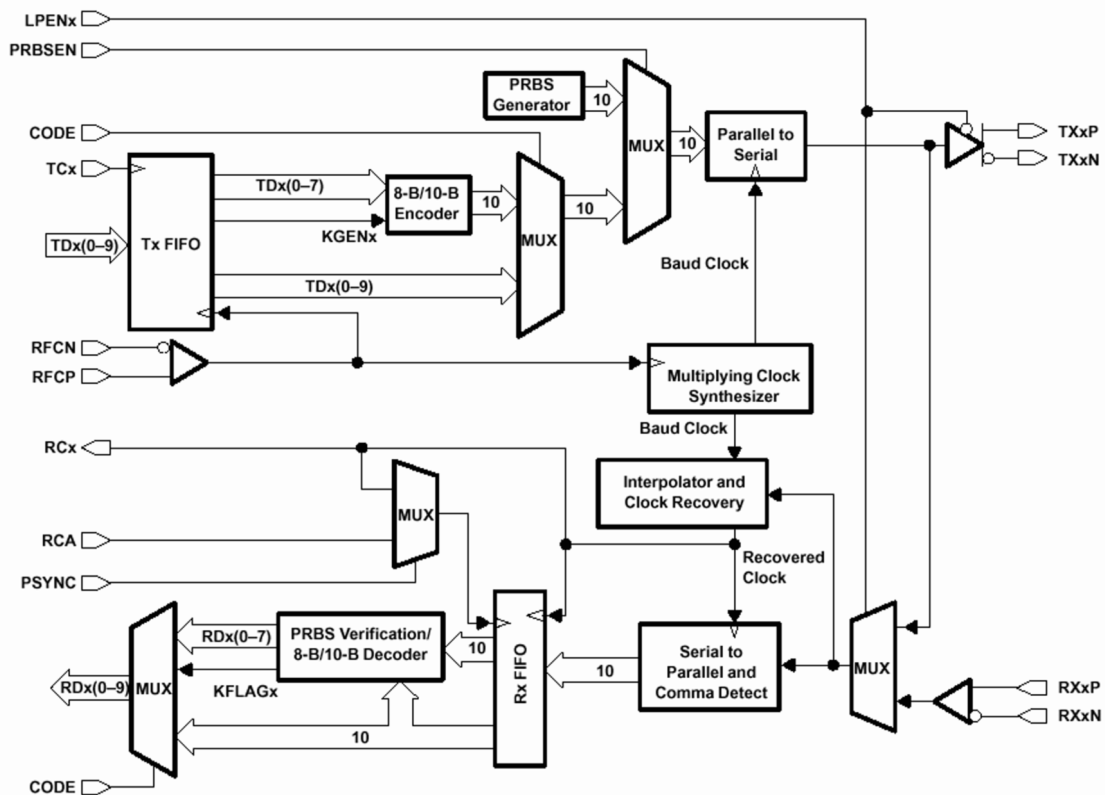 LPENx
PRBSEN
PRBS
Generator
10
CODE
MUX
10
Parallel to
Serial
TXxP
TXxN
TCx
TDx(0–7)
8-B/10-B
Encoder
10
MUX
10
TDx(0–9)
Tx FIFO
KGENx
TDx(0–9)
Baud Clock
RFCN
RFCP
Multiplying Clock
Synthesizer
Baud Clock
RCx
Interpolator and
Clock Recovery
MUX
RCA
Recovered
Clock
PSYNC
RDx(0–7)
PRBS Verification/
8-B/10-B Decoder
10
Rx FIFO
10
Serial to
Parallel and
Comma Detect
MUX
RDx(0–9)
MUX
KFLAGx
10
RXxP
RXxN
CODE